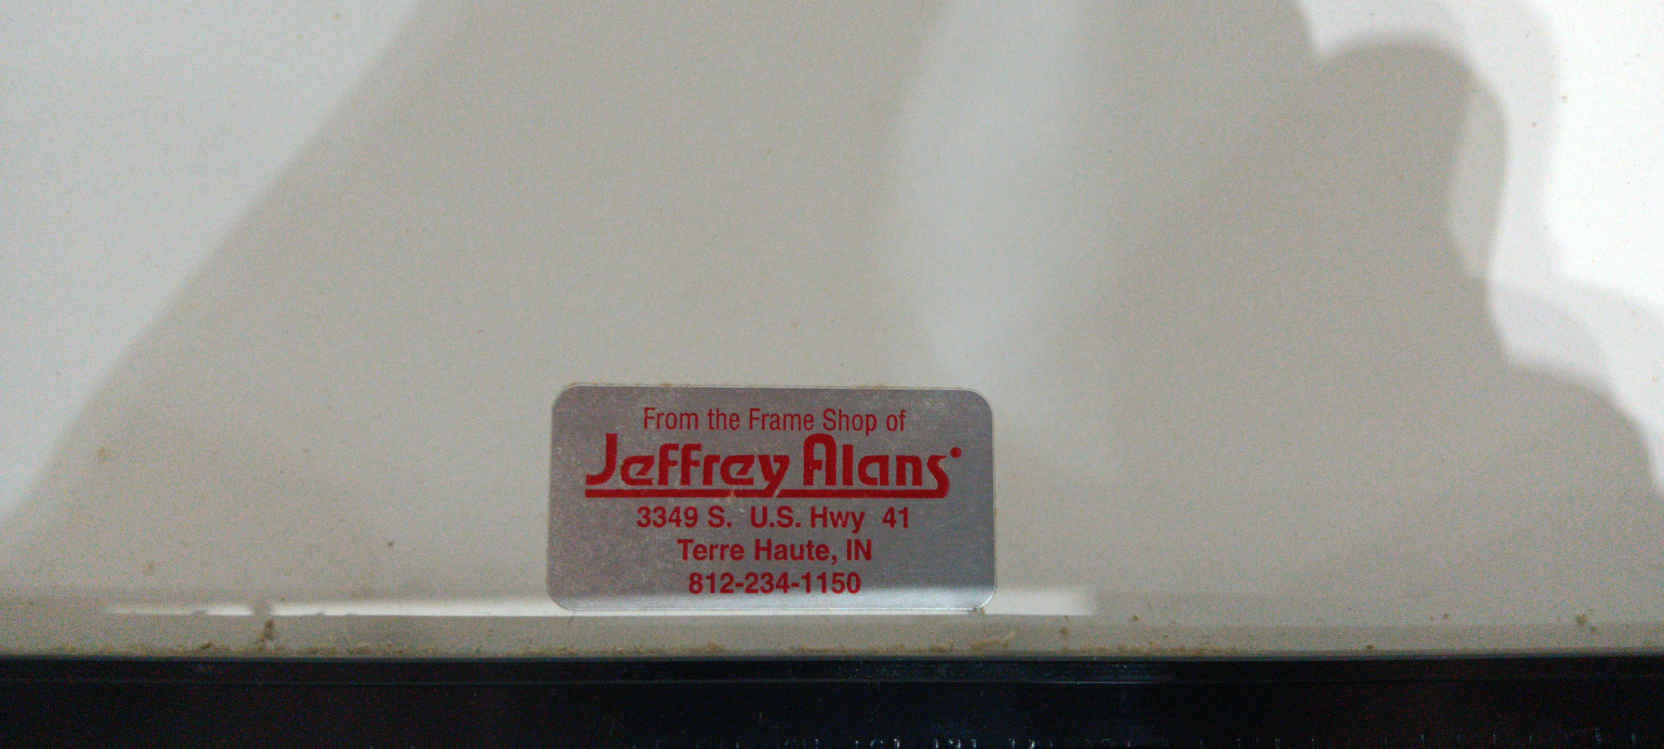 From the Frame Shop of
Jeffrey Alans
3349 S. U.S. Hwy 41
Terre Haute, IN
812-234-1150